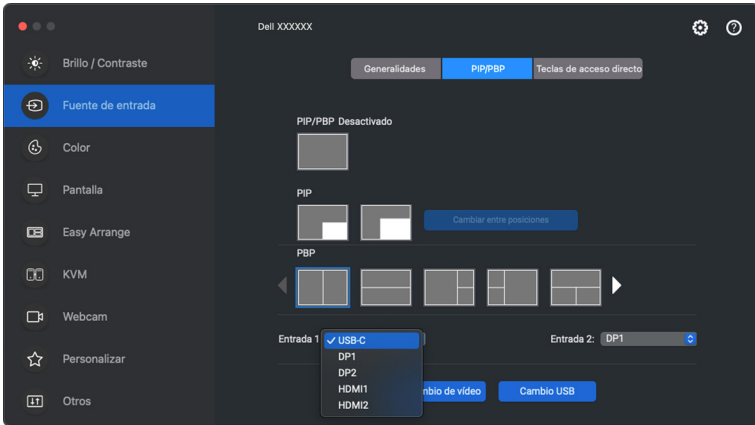 Dell XXXXXX
Brillo / Contraste
Generalidades
PIP/PBP
Teclas de acceso directo
Fuente de entrada
PIP/PBP Desactivado
Color
Pantalla
PIP
Easy Arrange
Cambiar entre posiciones
PBP
KVM
Webcam
Entrada 1
USB-C
Entrada 2: DP1
DP1
Personalizar
DP2
HDMI1
de vídeo
Cambio USB
HDMI2
Otros